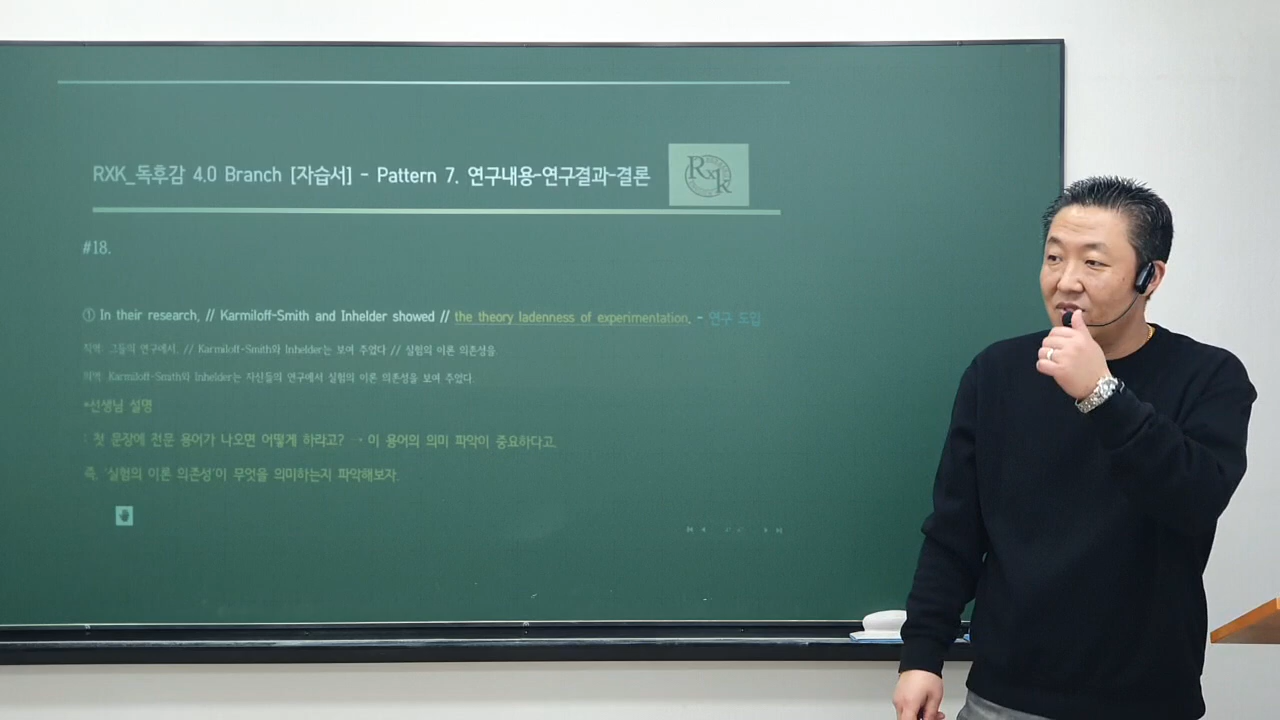 RXK_독후감 4.0 Branch [자습서] - Pattern 7. 연구내용-연구결과-결론
RxK
#18.
① In their research, // Karmiloff-Smith and Inhelder showed // the theory ladenness of experimentation. - 연구 도입
직역: 그들의 연구에서, // Karmiloff-Smith와 Inhelder는 보여 주었다 // 실험의 이론 의존성을.
의역: Karmiloff-Smith와 Inhelder는 자신들의 연구에서 실험의 이론 의존성을 보여 주었다.
*선생님 설명
: 첫 문장에 전문 용어가 나오면 어떻게 하라고? → 이 용어의 의미 파악이 중요하다고.
즉, '실험의 이론 의존성'이 무엇을 의미하는지 파악해보자.